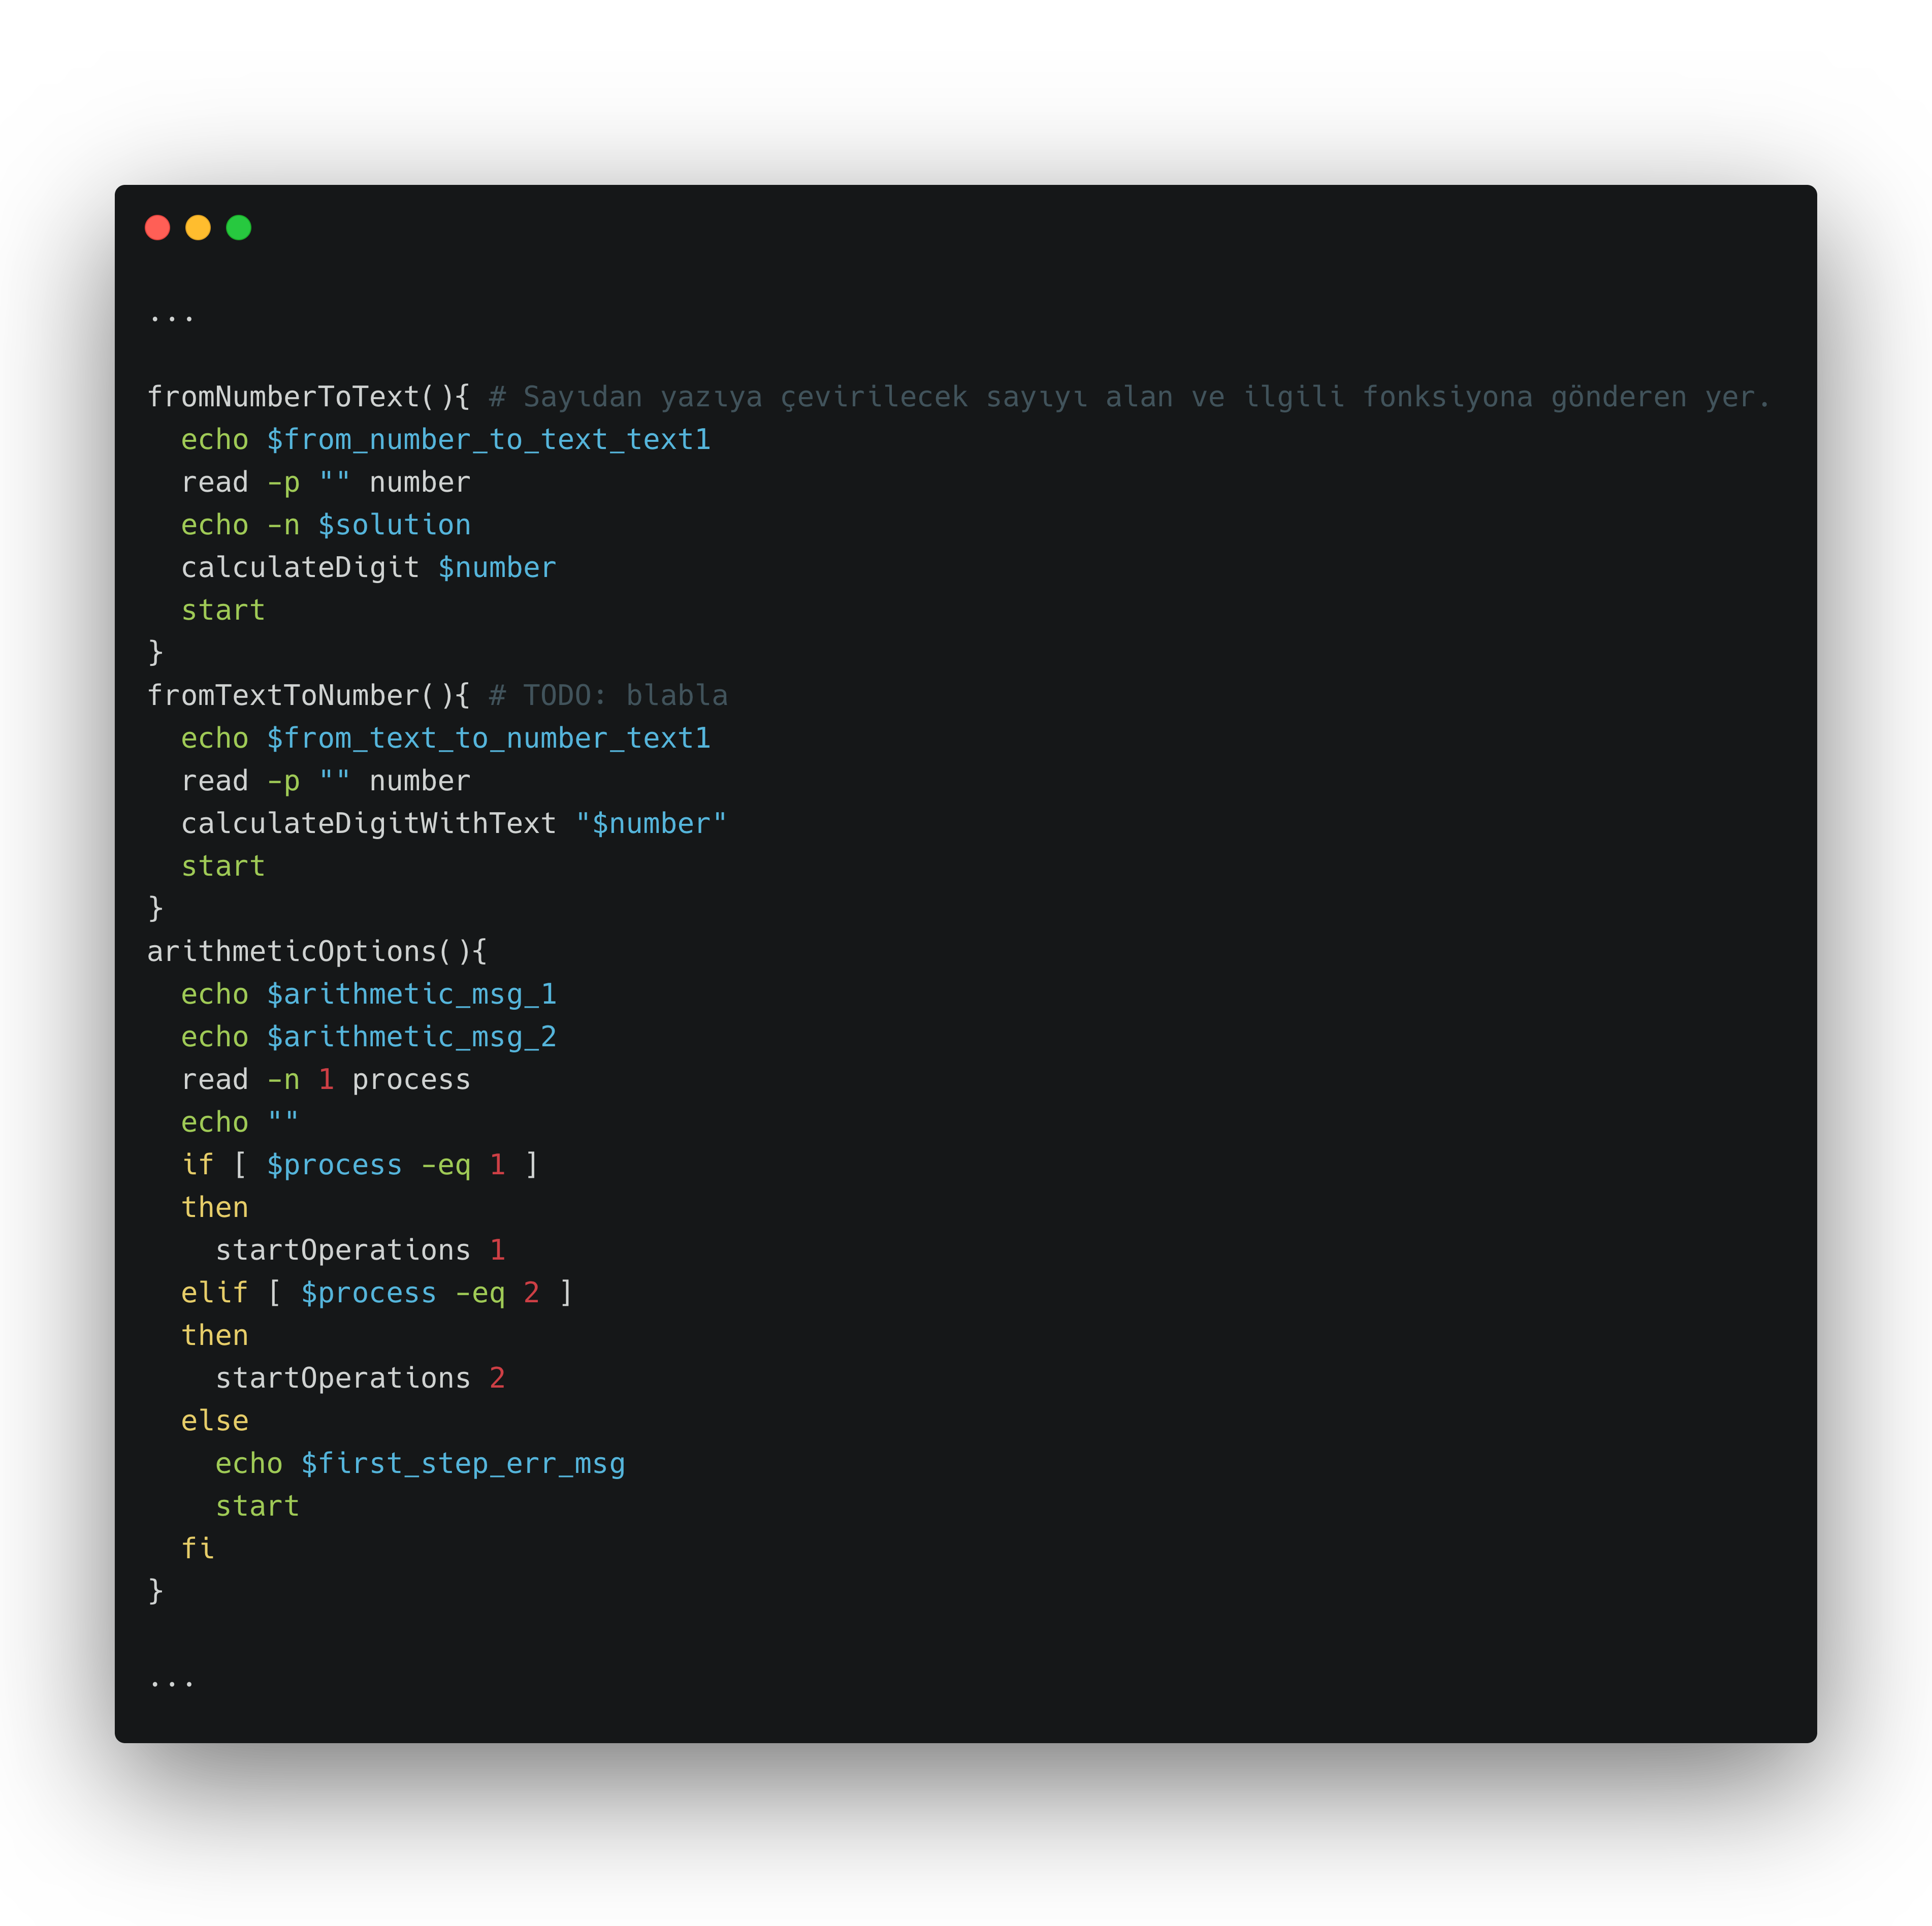 ...
fromNumberToText(){ # Sayıdan yazıya çevirilecek sayıyı alan ve ilgili fonksiyona gönderen yer.
  echo $from_number_to_text_text1
  read -p "" number
  echo -n $solution
  calculateDigit $number
  start
}
fromTextToNumber(){ # TODO: blabla
  echo $from_text_to_number_text1
  read -p "" number
  calculateDigitWithText "$number"
  start
}
arithmeticOptions(){
  echo $arithmetic_msg_1
  echo $arithmetic_msg_2
  read -n 1 process
  echo ""
  if [ $process -eq 1 ]
  then
    startOperations 1
  elif [ $process -eq 2 ]
  then
    startOperations 2
  else
    echo $first_step_err_msg
    start
  fi
}
...